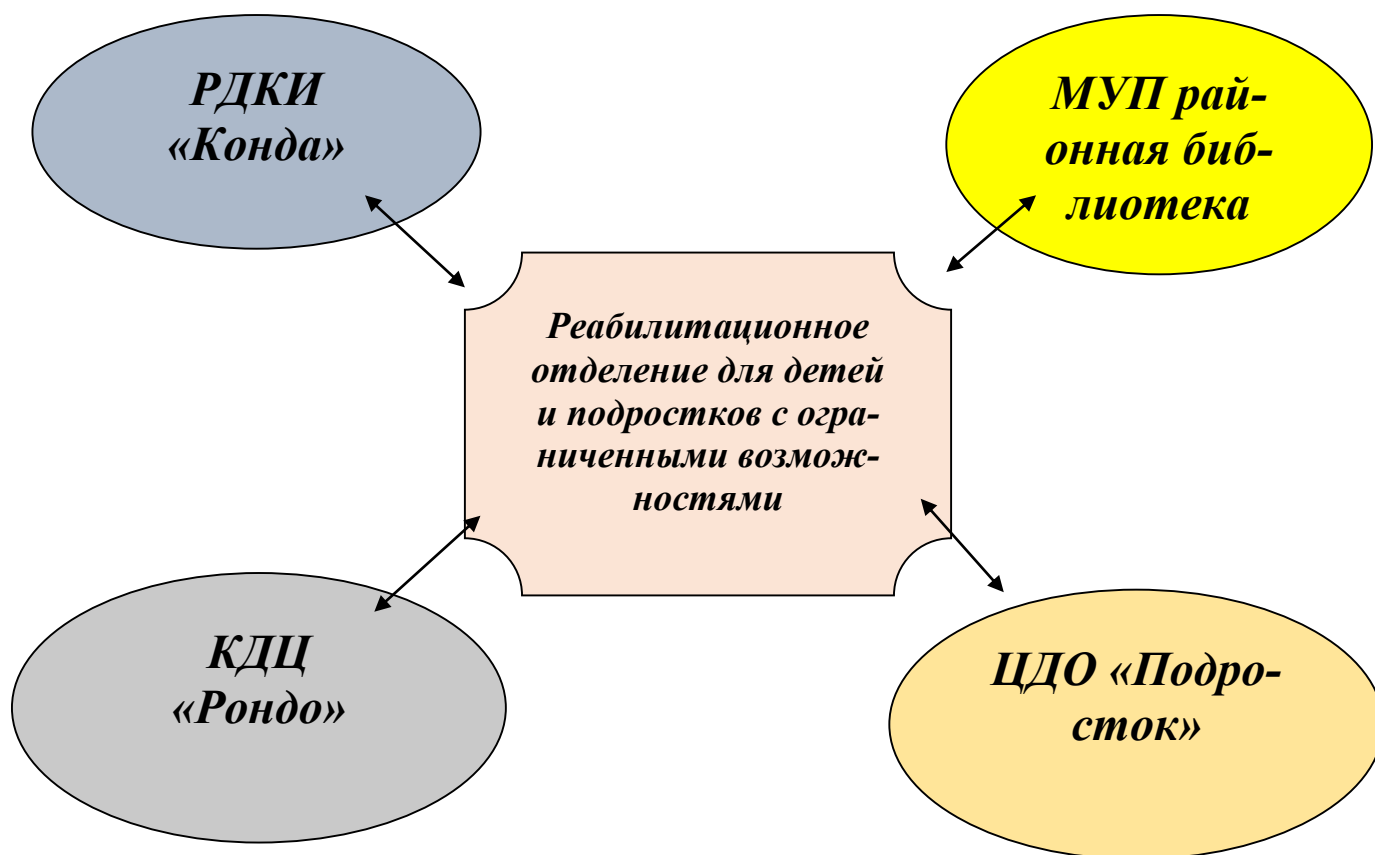 РДКИ
«Конда»
МУП рай-
онная биб-
лиотека
Реабилитационное
отделение для детей
и подростков с огра-
ниченными возмож-
ностями
КДЦ
«Рондо»
ЦДО «Подро-
сток»